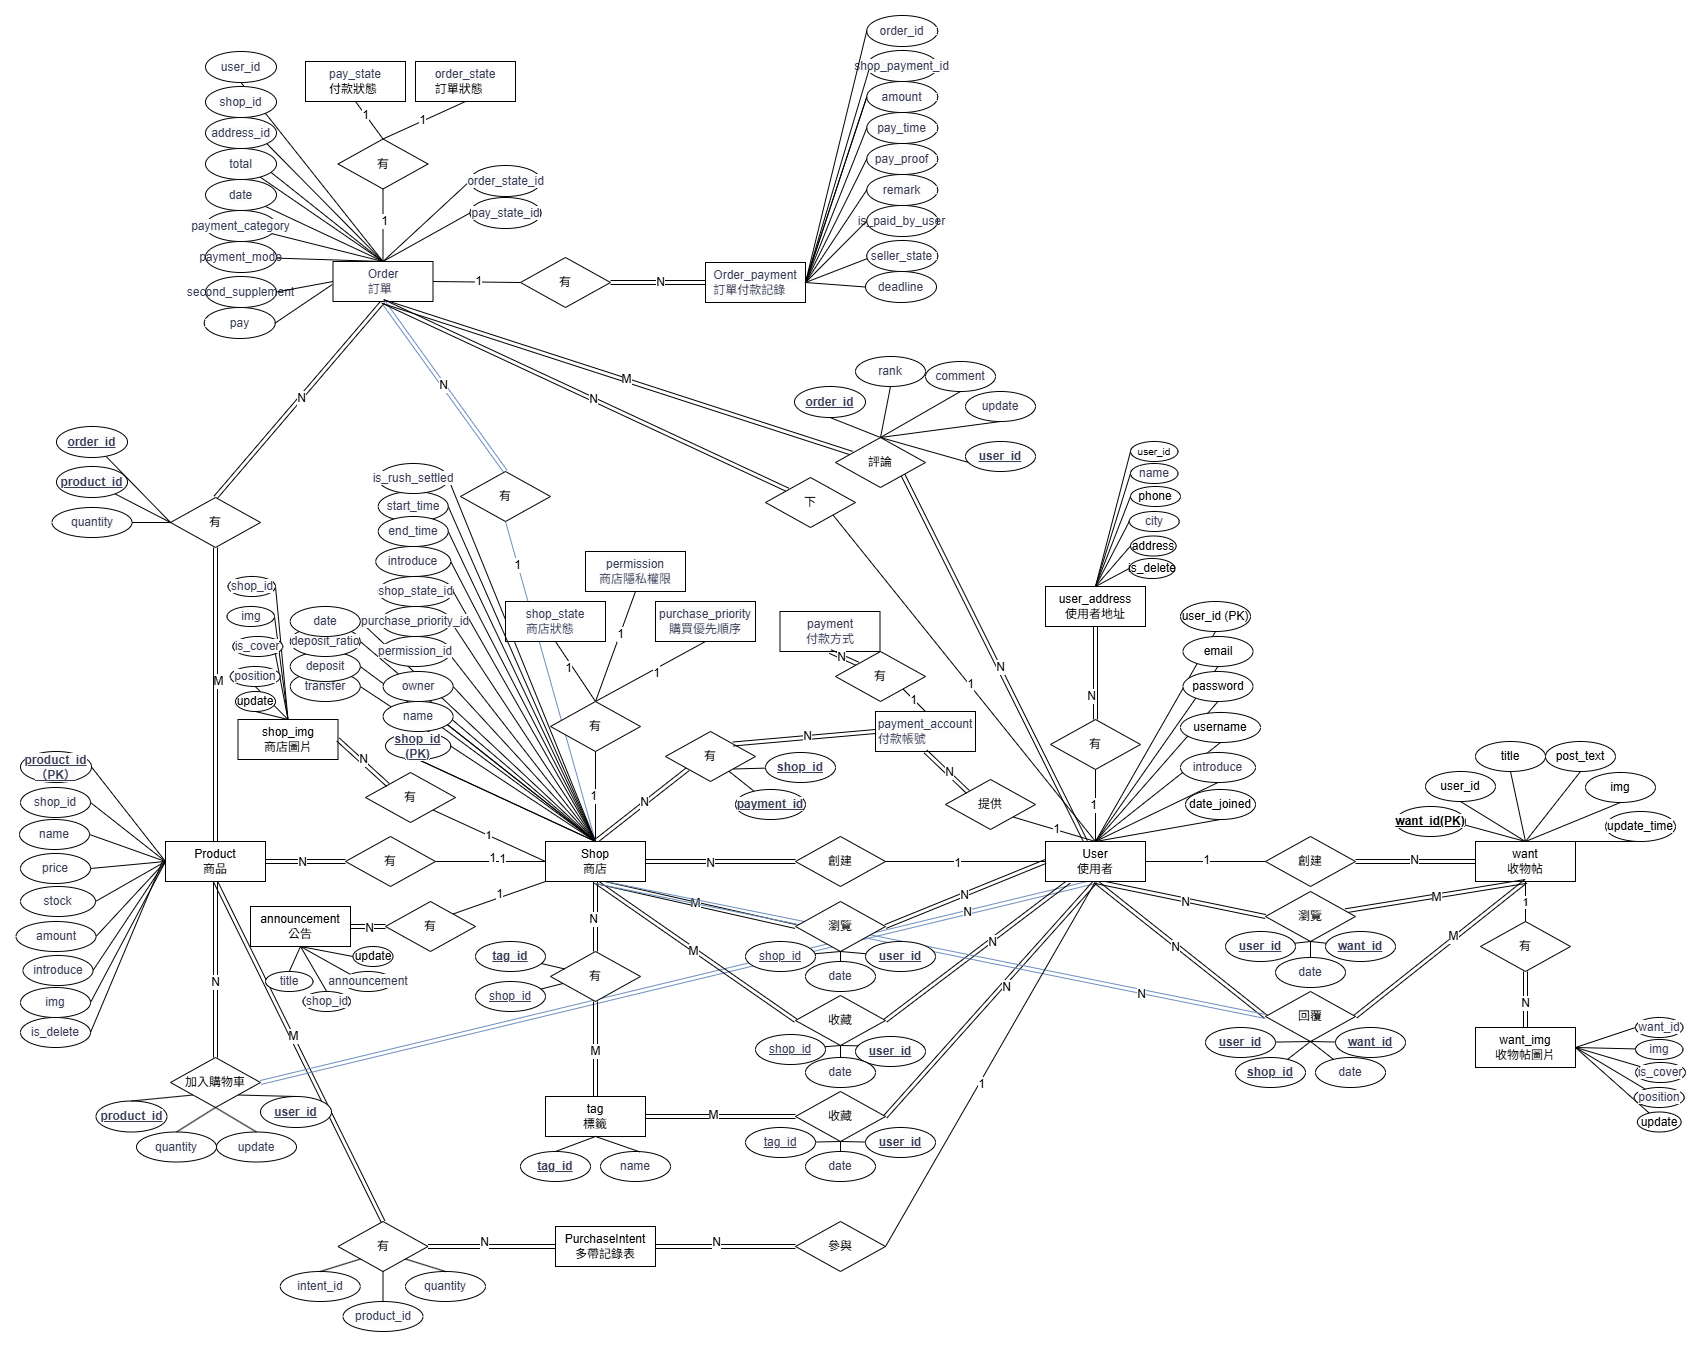 order_id
shop_payment_id
amount
pay_time
pay_proof
remark
is_paid_by_user
seller_state
deadline
user_id
shop_id
address_id
total
date
payment_category
payment_mode
second_supplement
pay
pay_state
付款狀態
order_state
訂單狀態
1
1
有
1
order_state_id
pay_state_id
Order
訂單
1
有
N
Order_payment
訂單付款記錄
N
N
N
M
rank
comment
order_id
update
user_id
評論
order_id
product_id
quantity
有
is_rush_settled
start_time
end_time
introduce
shop_state_id
purchase_priority_id
permission_id
owner
name
shop_id
(PK)
date
deposit_ratio
deposit
transfer
有
1
下
1
N
user_id
name
phone
city
address
is_delete
user_address
使用者地址
N
有
1
shop_id
img
is_cover
position
update
shop_img
商店圖片
N
有
1
M
permission
商店隱私權限
shop_state
商店狀態
purchase_priority
購買優先順序
1
1
1
有
1
payment
付款方式
N
有
1
payment_account
付款帳號
N
有
N
shop_id
payment_id
N
提供
1
user_id (PK)
email
password
username
introduce
date_joined
title
post_text
user_id
img
want_id(PK)
update_time
product_id
(PK)
shop_id
name
price
stock
amount
introduce
img
is_delete
Product
商品
N
有
1
1
Shop
商店
N
創建
1
User
使用者
1
創建
N
want
收物帖
announcement
公告
N
有
1
update
title
announcement
shop_id
N
有
M
tag_id
shop_id
M
瀏覽
N
N
shop_id
user_id
date
M
收藏
N
shop_id
user_id
date
N
瀏覽
M
user_id
want_id
date
N
N
M
回覆
user_id
want_id
shop_id
date
1
有
N
want_img
收物帖圖片
want_id
img
is_cover
position
update
N
加入購物車
product_id
user_id
quantity
update
M
tag
標籤
tag_id
name
M
收藏
N
tag_id
user_id
date
1
有
intent_id
quantity
product_id
N
PurchaseIntent
多帶記錄表
N
參與